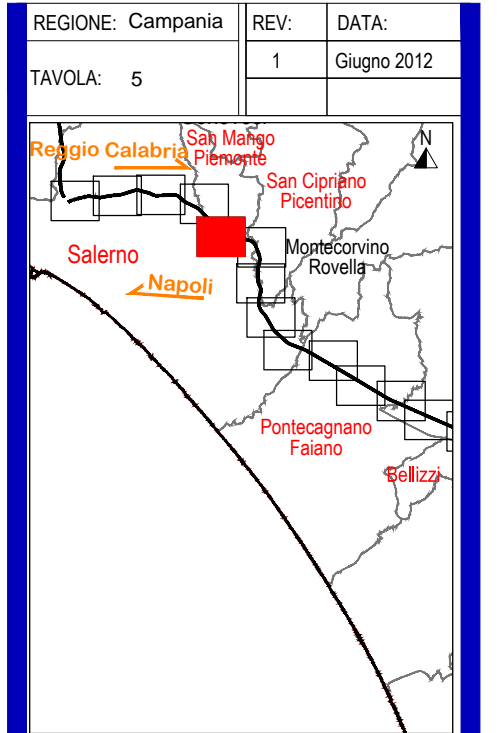 REGIONE: Campania
REV:
DATA:
TAVOLA: 5
1
Giugno 2012
San Mango
Piemonte
N
Reggio Calabria
San Cipriano
Picentino
Salerno
Montecorvino
Rovella
Napoli
Pontecagnano
Faiano
Bellizzi